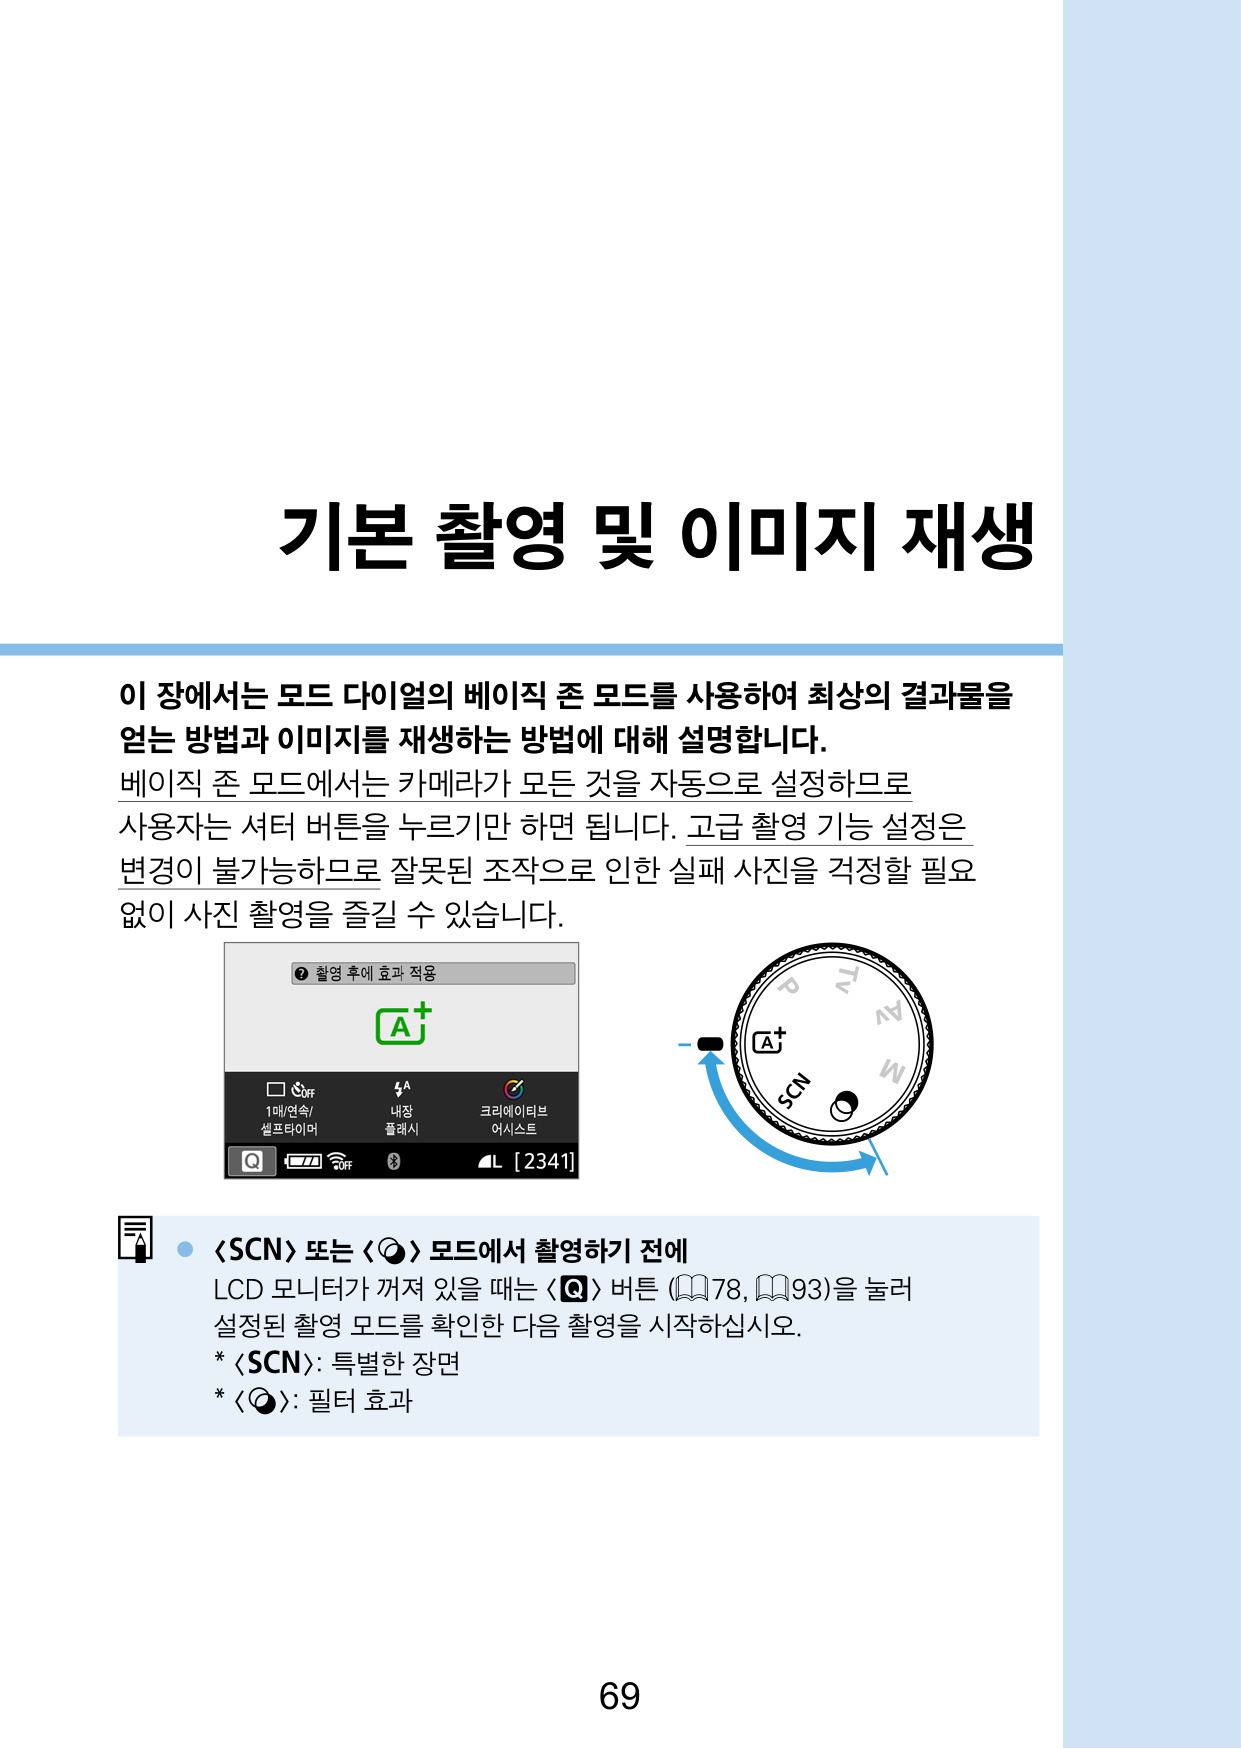 기본 촬영 및 이미지 재생
이 장에서는 모드 다이얼의 베이직 존 모드를 사용하여 최상의 결과물을
얻는 방법과 이미지를 재생하는 방법에 대해 설명합니다.
베이직 존 모드에서는 카메라가 모든 것을 자동으로 설정하므로
사용자는 셔터 버튼을 누르기만 하면 됩니다. 고급 촬영 기능 설정은
변경이 불가능하므로 잘못된 조작으로 인한 실패 사진을 걱정할 필요
없이 사진 촬영을 즐길 수 있습니다.
? 촬영 후에 효과 적용
A+
OFF
A
1매/연속/
셀프타이머
내장
플래시
크리에이티브
어시스트
Q
OFF
L [2341]
P
Tv
Av
M
A+
SCN
<SCN> 또는 < > 모드에서 촬영하기 전에
LCD 모니터가 꺼져 있을 때는 <Q> 버튼 (78, 93)을 눌러
설정된 촬영 모드를 확인한 다음 촬영을 시작하십시오.
* <SCN>: 특별한 장면
* < >: 필터 효과
69